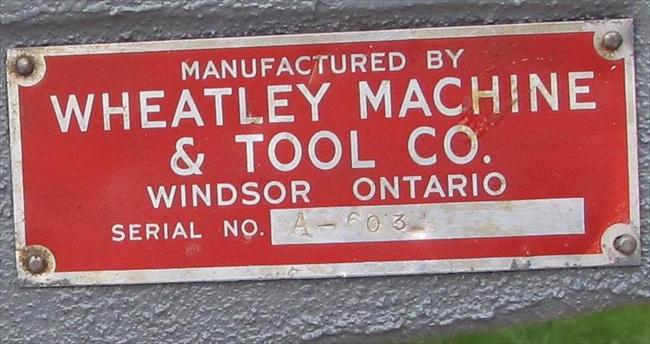 MANUFACTURED BY
WHEATLEY MACHINE
& TOOL CO.
WINDSOR ONTARIO
SERIAL NO.